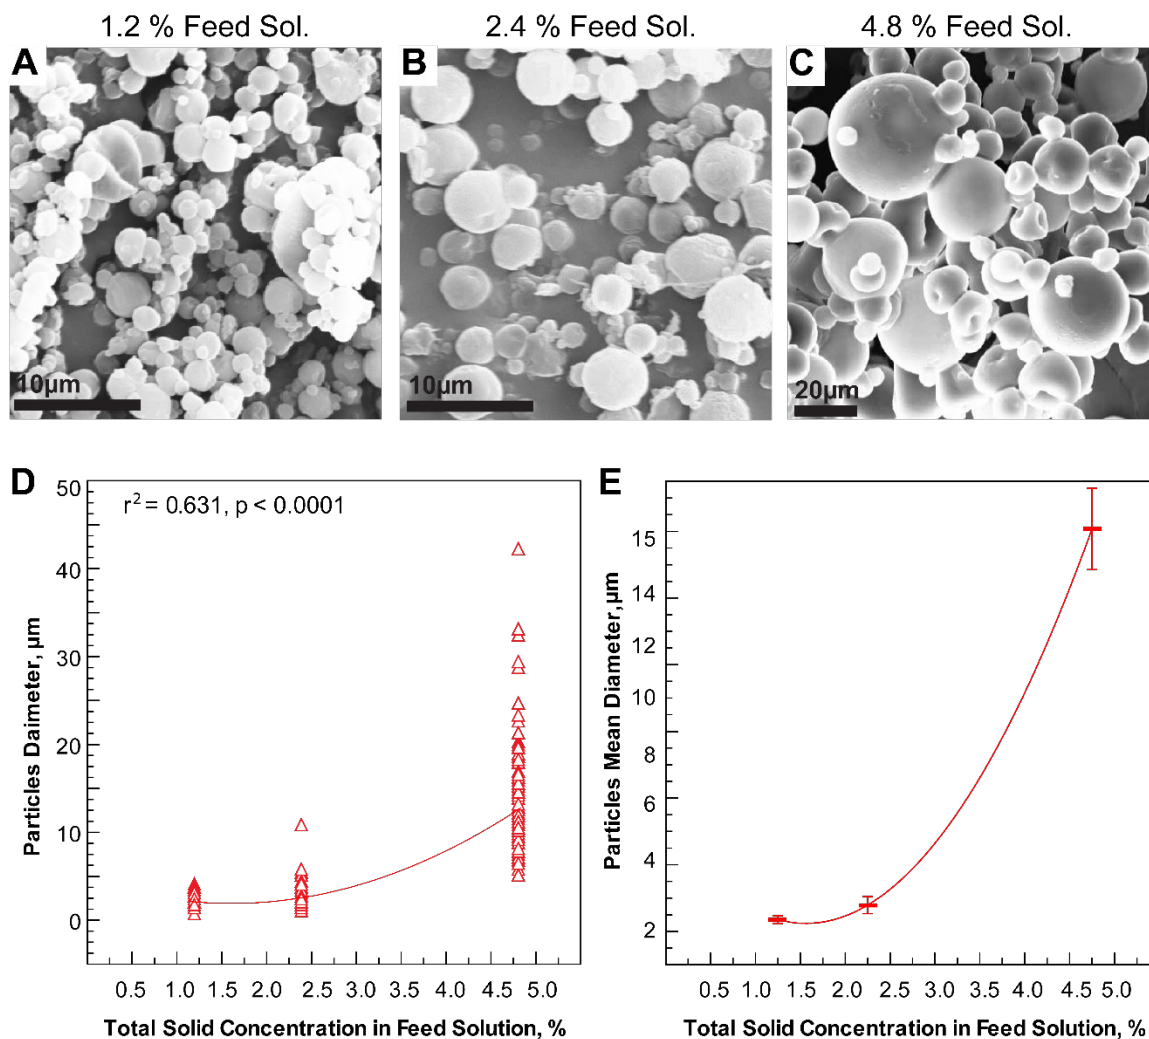 1.2 % Feed Sol.
2.4 % Feed Sol.
4.8 % Feed Sol.
A
B
C
10µm
10µm
20µm
D
r² = 0.631, p < 0.0001
50
40
30
20
10
0
Particles Daimeter, µm
0.5 1.0 1.5 2.0 2.5 3.0 3.5 4.0 4.5 5.0
Total Solid Concentration in Feed Solution, %
E
15
14
12
8
6
4
2
Particles Mean Diameter,µm
0.5 1.0 1.5 2.0 2.5 3.0 3.5 4.0 4.5 5.0
Total Solid Concentration in Feed Solution, %